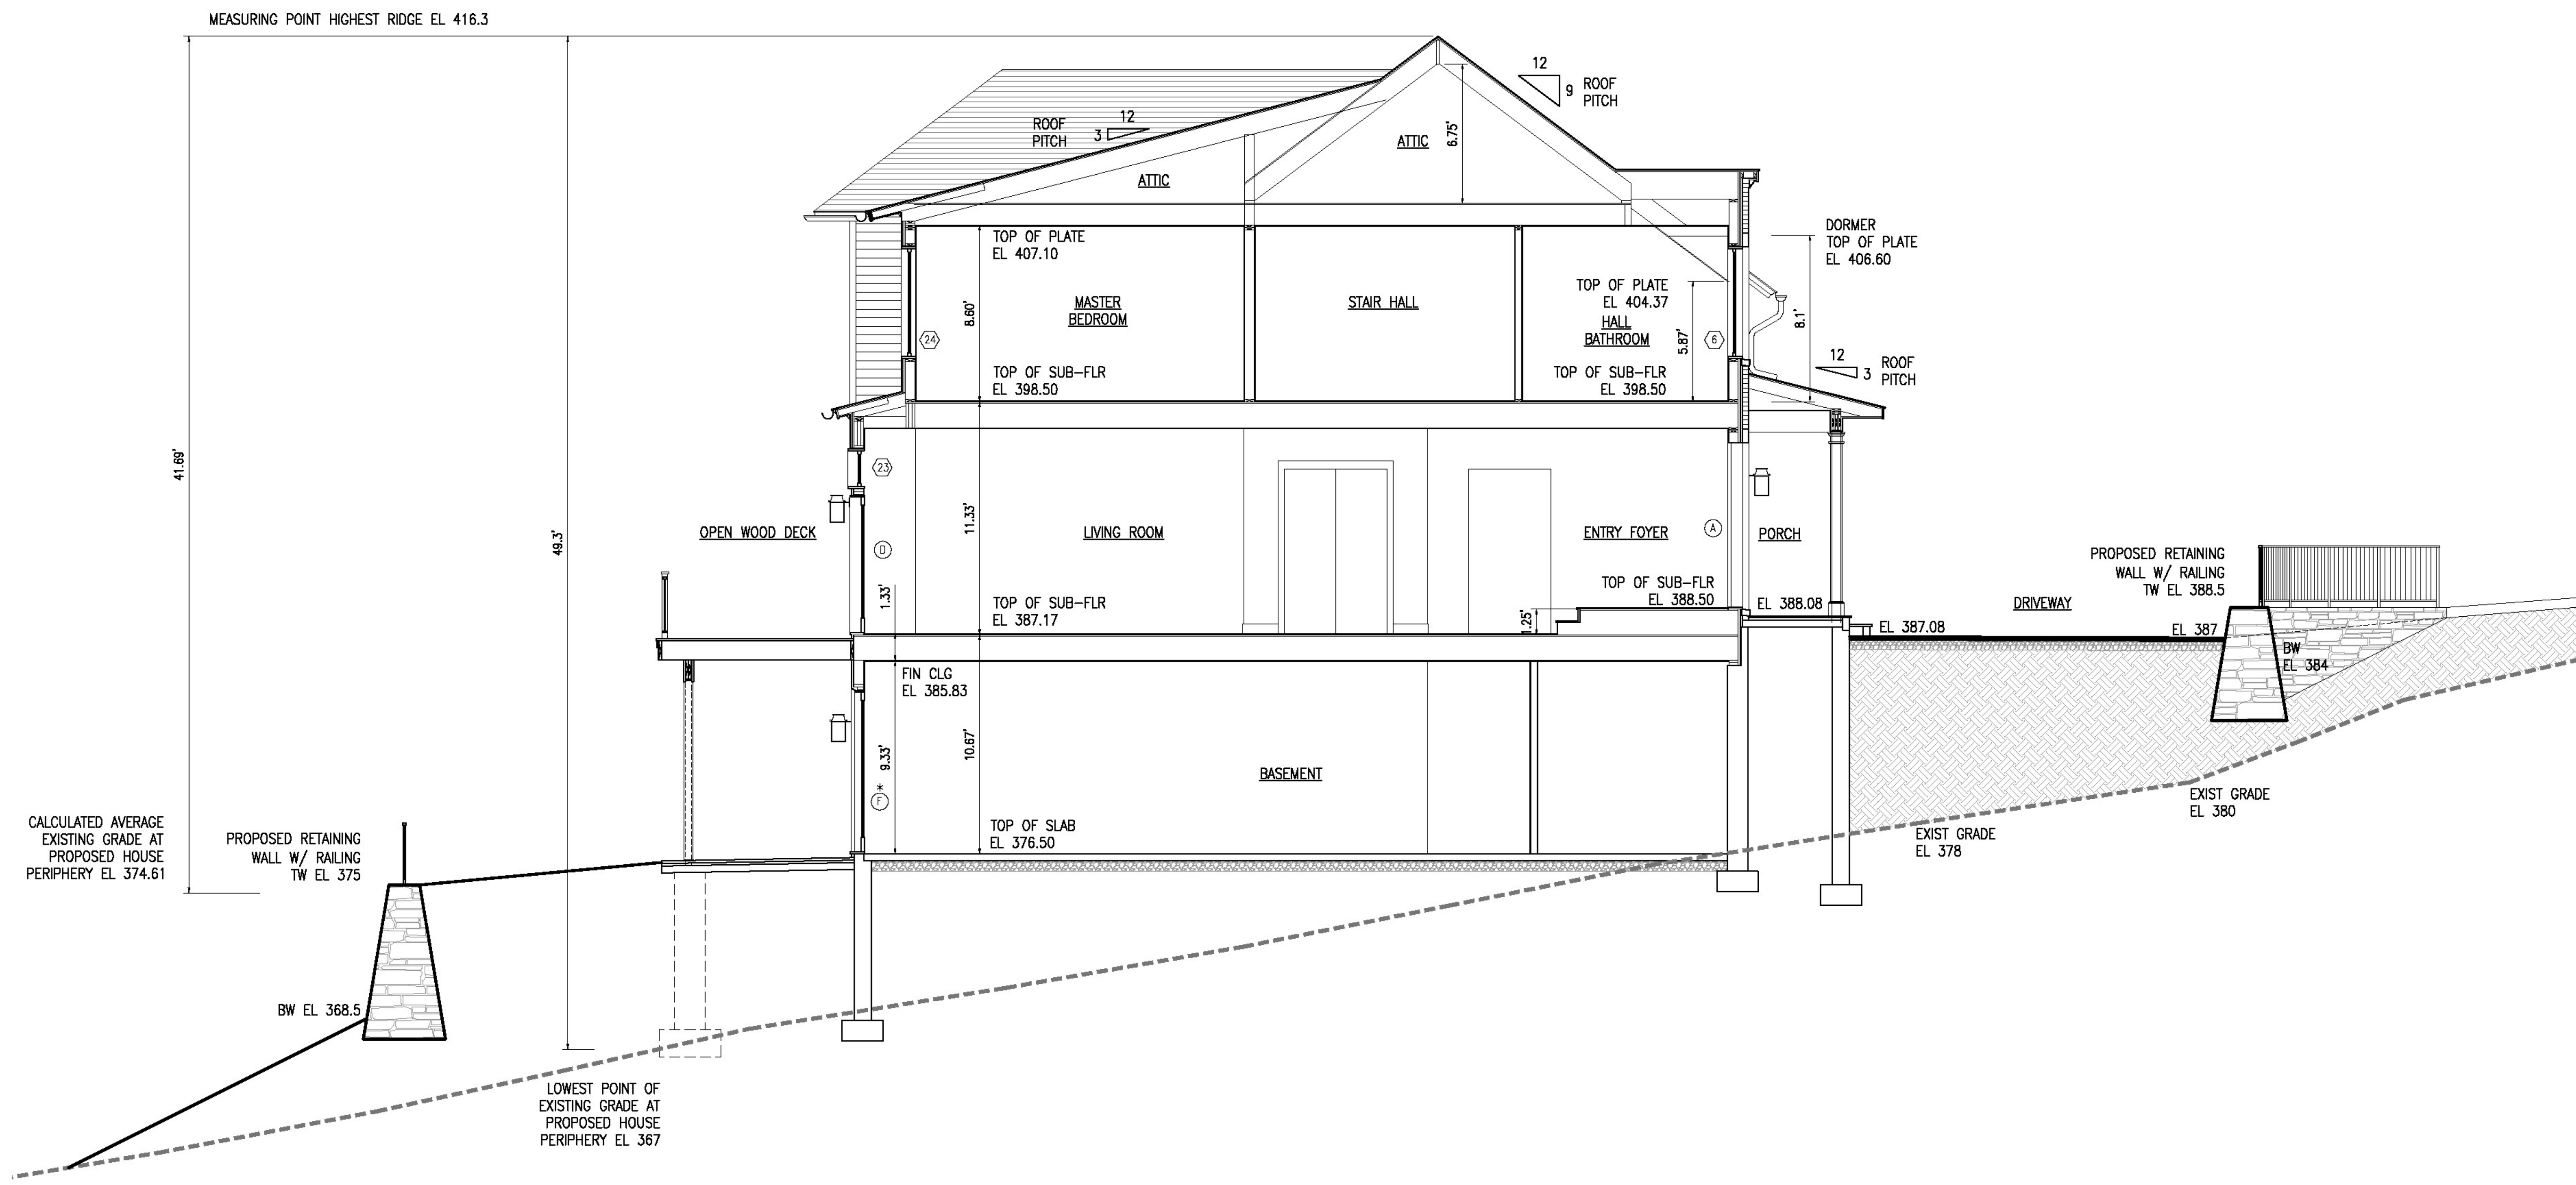 MEASURING POINT HIGHEST RIDGE EL 416.3
12
9
ROOF
PITCH
ROOF
PITCH
12
3
ATTIC
6.75'
ATTIC
TOP OF PLATE
EL 407.10
DORMER
TOP OF PLATE
EL 406.60
8.60'
MASTER
BEDROOM
STAIR HALL
TOP OF PLATE
EL 404.37
HALL
BATHROOM
5.87'
8.1'
24
6
TOP OF SUB-FLR
EL 398.50
TOP OF SUB-FLR
EL 398.50
12
3
ROOF
PITCH
41.69'
49.3'
23
11.33'
OPEN WOOD DECK
D
LIVING ROOM
ENTRY FOYER
A
PORCH
PROPOSED RETAINING
WALL W/ RAILING
TW EL 388.5
1.33'
TOP OF SUB-FLR
EL 387.17
1.25'
TOP OF SUB-FLR
EL 388.50
EL 388.08
DRIVEWAY
EL 387.08
EL 387
BW
EL 384
FIN CLG
EL 385.83
9.33'
10.67'
*
F
BASEMENT
TOP OF SLAB
EL 376.50
EXIST GRADE
EL 380
EXIST GRADE
EL 378
CALCULATED AVERAGE
EXISTING GRADE AT
PROPOSED HOUSE
PERIPHERY EL 374.61
PROPOSED RETAINING
WALL W/ RAILING
TW EL 375
BW EL 368.5
LOWEST POINT OF
EXISTING GRADE AT
PROPOSED HOUSE
PERIPHERY EL 367